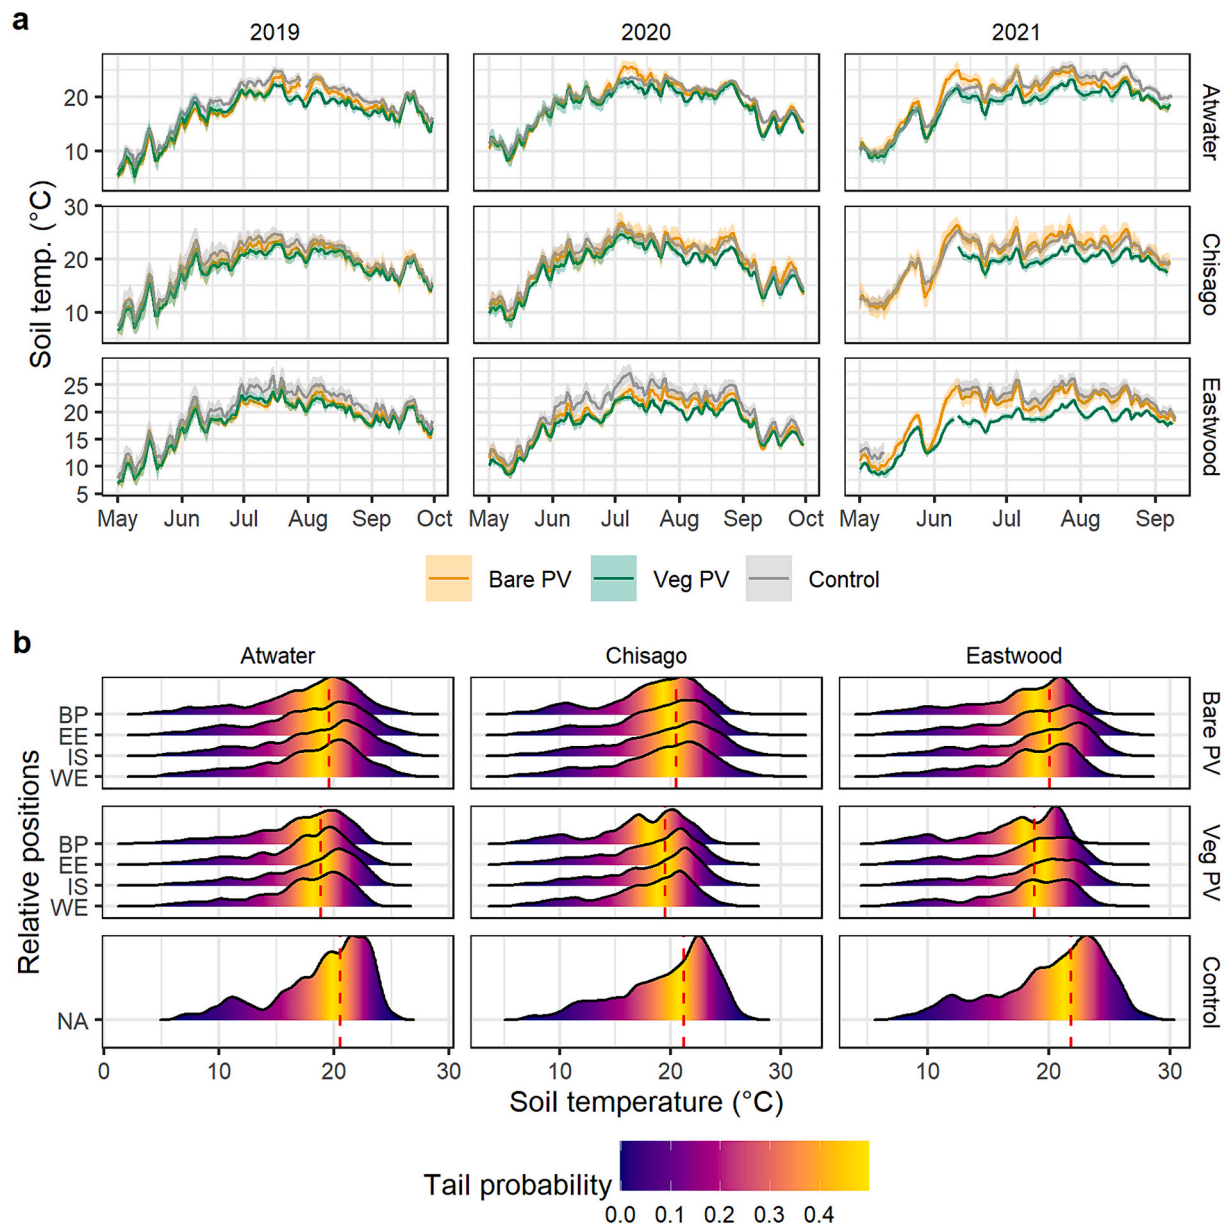 a
2019 2020 2021
Soil temp. (°C)
20
10
Atwater
30
20
10
Chisago
25
20
15
10
5
Eastwood
May Jun Jul Aug Sep Oct May Jun Jul Aug Sep Oct May Jun Jul Aug Sep
Bare PV Veg PV Control
b
Atwater Chisago Eastwood
Relative positions
BP
EE
IS
WE
Bare PV
BP
EE
IS
WE
Veg PV
NA
Control
0 10 20 30 10 20 30 10 20 30
Soil temperature (°C)
Tail probability
0.0 0.1 0.2 0.3 0.4